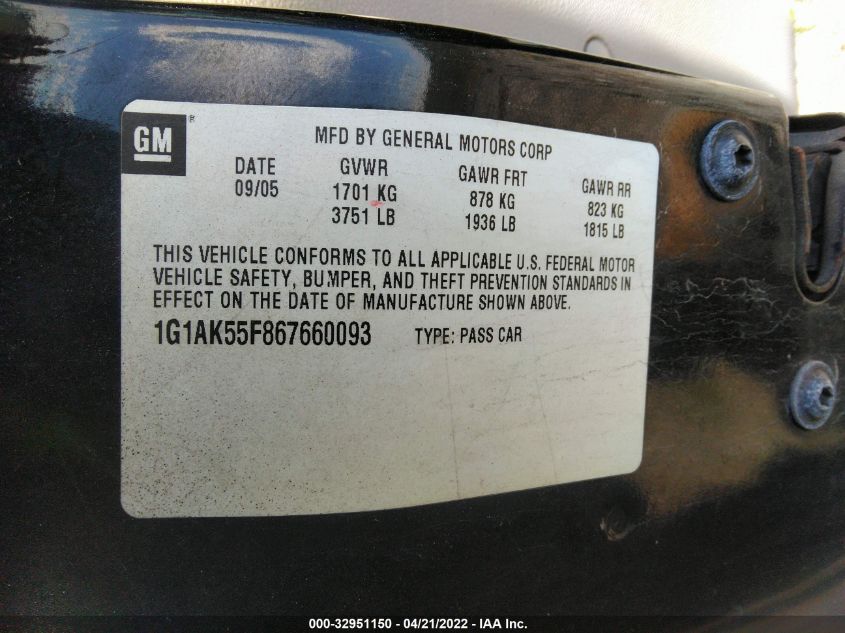 GM ®
MFD BY GENERAL MOTORS CORP
DATE GVWR GAWR FRT GAWR RR
09/05 1701 KG 878 KG 823 KG
3751 LB 1936 LB 1815 LB
THIS VEHICLE CONFORMS TO ALL APPLICABLE U.S. FEDERAL MOTOR
VEHICLE SAFETY, BUMPER, AND THEFT PREVENTION STANDARDS IN
EFFECT ON THE DATE OF MANUFACTURE SHOWN ABOVE.
1G1AK55F867660093 TYPE: PASS CAR
000-32951150 - 04/21/2022 - IAA Inc.